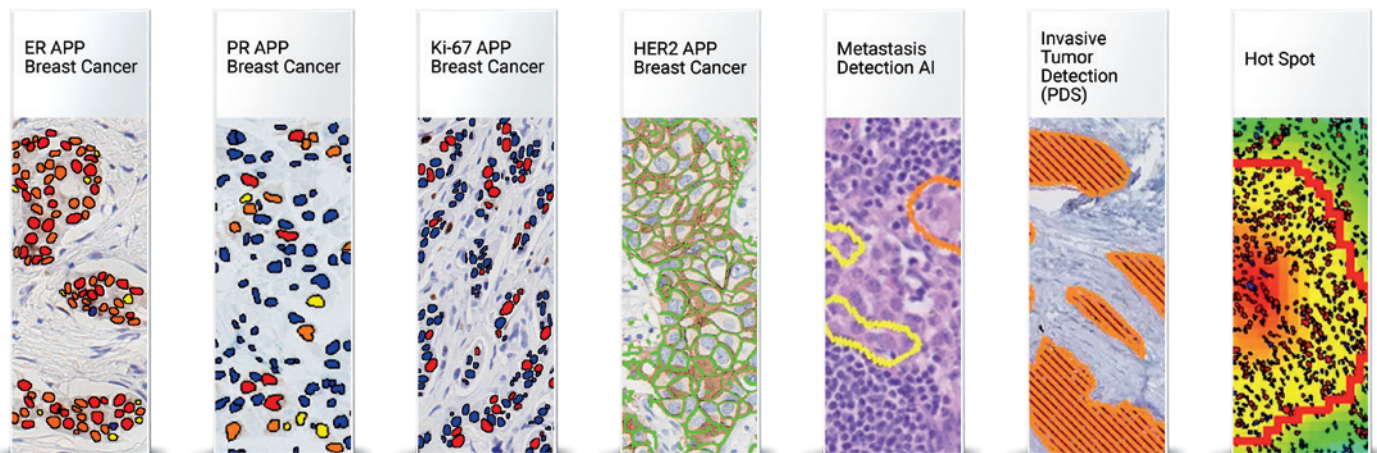 ER APP
Breast Cancer
PR APP
Breast Cancer
Ki-67 APP
Breast Cancer
HER2 APP
Breast Cancer
Metastasis
Detection AI
Invasive
Tumor
Detection
(PDS)
Hot Spot